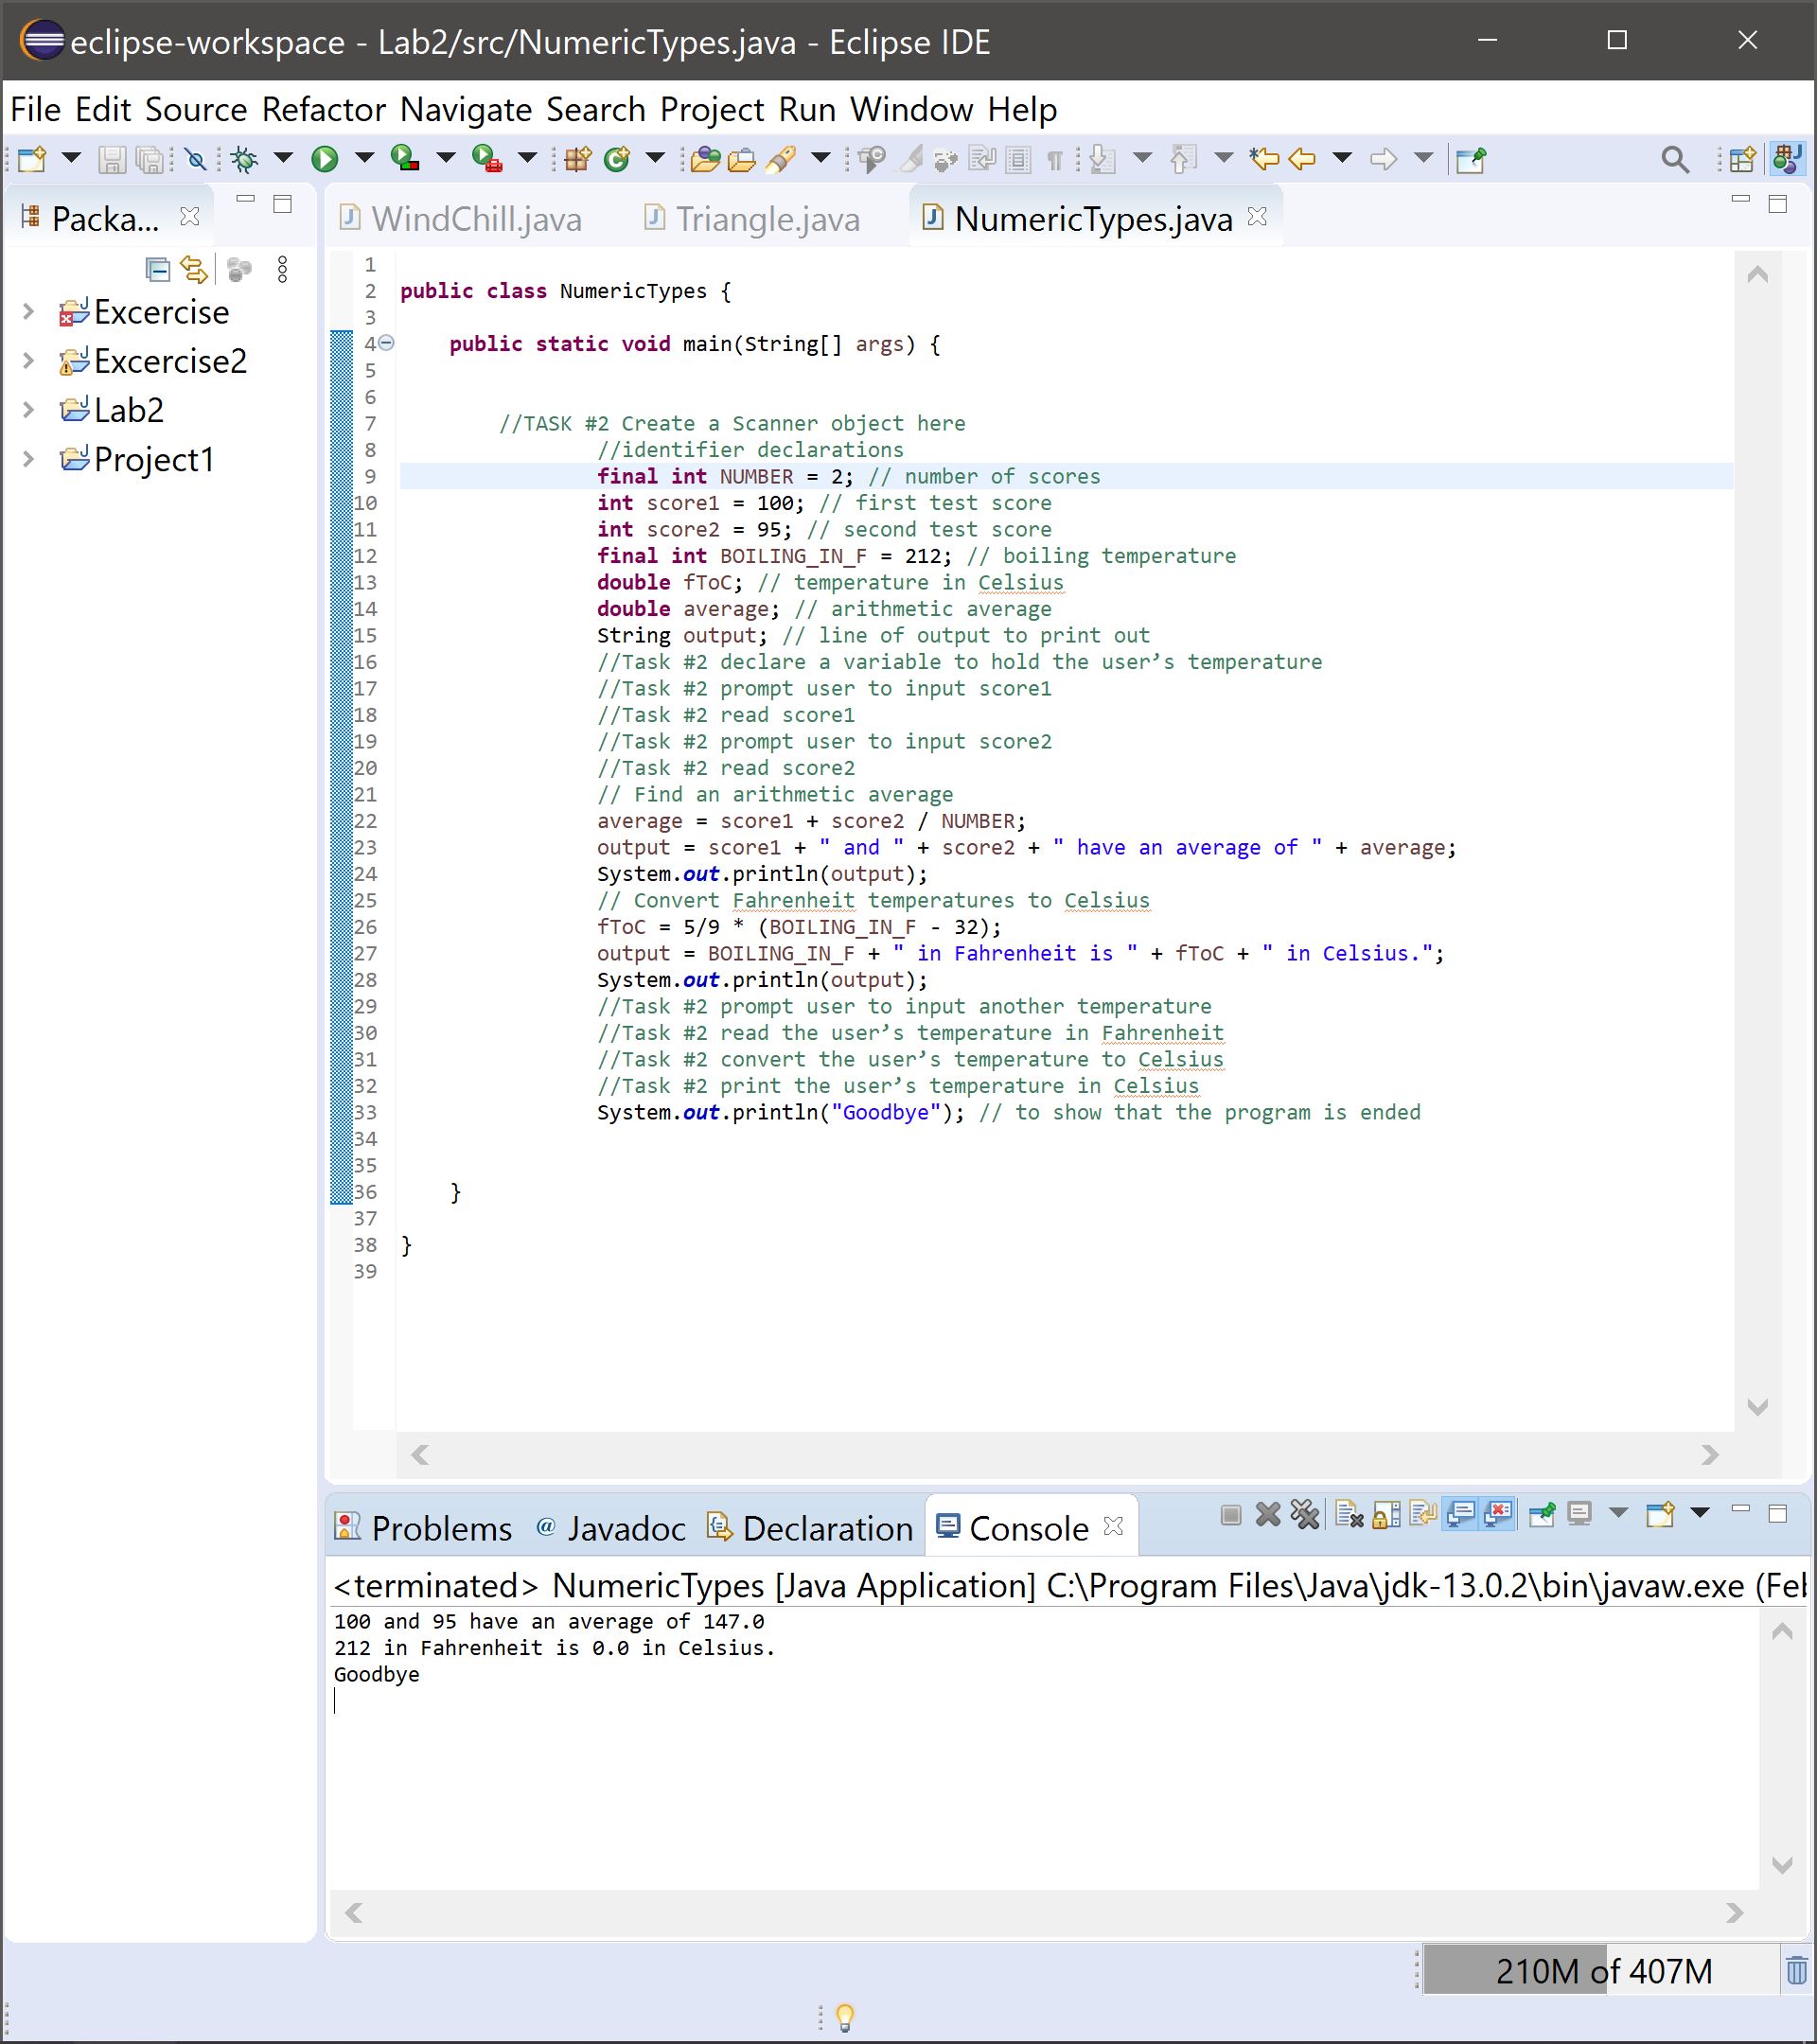 eclipse-workspace - Lab2/src/NumericTypes.java - Eclipse IDE
File Edit Source Refactor Navigate Search Project Run Window Help
Packa...
WindChill.java
Triangle.java
NumericTypes.java
Excercise
Excercise2
Lab2
Project1
1
2 public class NumericTypes {
3
4 public static void main(String[] args) {
5
6
7 //TASK #2 Create a Scanner object here
8 //identifier declarations
9 final int NUMBER = 2; // number of scores
10 int score1 = 100; // first test score
11 int score2 = 95; // second test score
12 final int BOILING_IN_F = 212; // boiling temperature
13 double fToC; // temperature in Celsius
14 double average; // arithmetic average
15 String output; // line of output to print out
16 //Task #2 declare a variable to hold the user’s temperature
17 //Task #2 prompt user to input score1
18 //Task #2 read score1
19 //Task #2 prompt user to input score2
20 //Task #2 read score2
21 // Find an arithmetic average
22 average = score1 + score2 / NUMBER;
23 output = score1 + " and " + score2 + " have an average of " + average;
24 System.out.println(output);
25 // Convert Fahrenheit temperatures to Celsius
26 fToC = 5/9 * (BOILING_IN_F - 32);
27 output = BOILING_IN_F + " in Fahrenheit is " + fToC + " in Celsius.";
28 System.out.println(output);
29 //Task #2 prompt user to input another temperature
30 //Task #2 read the user’s temperature in Fahrenheit
31 //Task #2 convert the user’s temperature to Celsius
32 //Task #2 print the user’s temperature in Celsius
33 System.out.println("Goodbye"); // to show that the program is ended
34
35
36 }
37
38 }
39
Problems @ Javadoc Declaration Console
<terminated> NumericTypes [Java Application] C:\Program Files\Java\jdk-13.0.2\bin\javaw.exe (Feb
100 and 95 have an average of 147.0
212 in Fahrenheit is 0.0 in Celsius.
Goodbye
210M of 407M